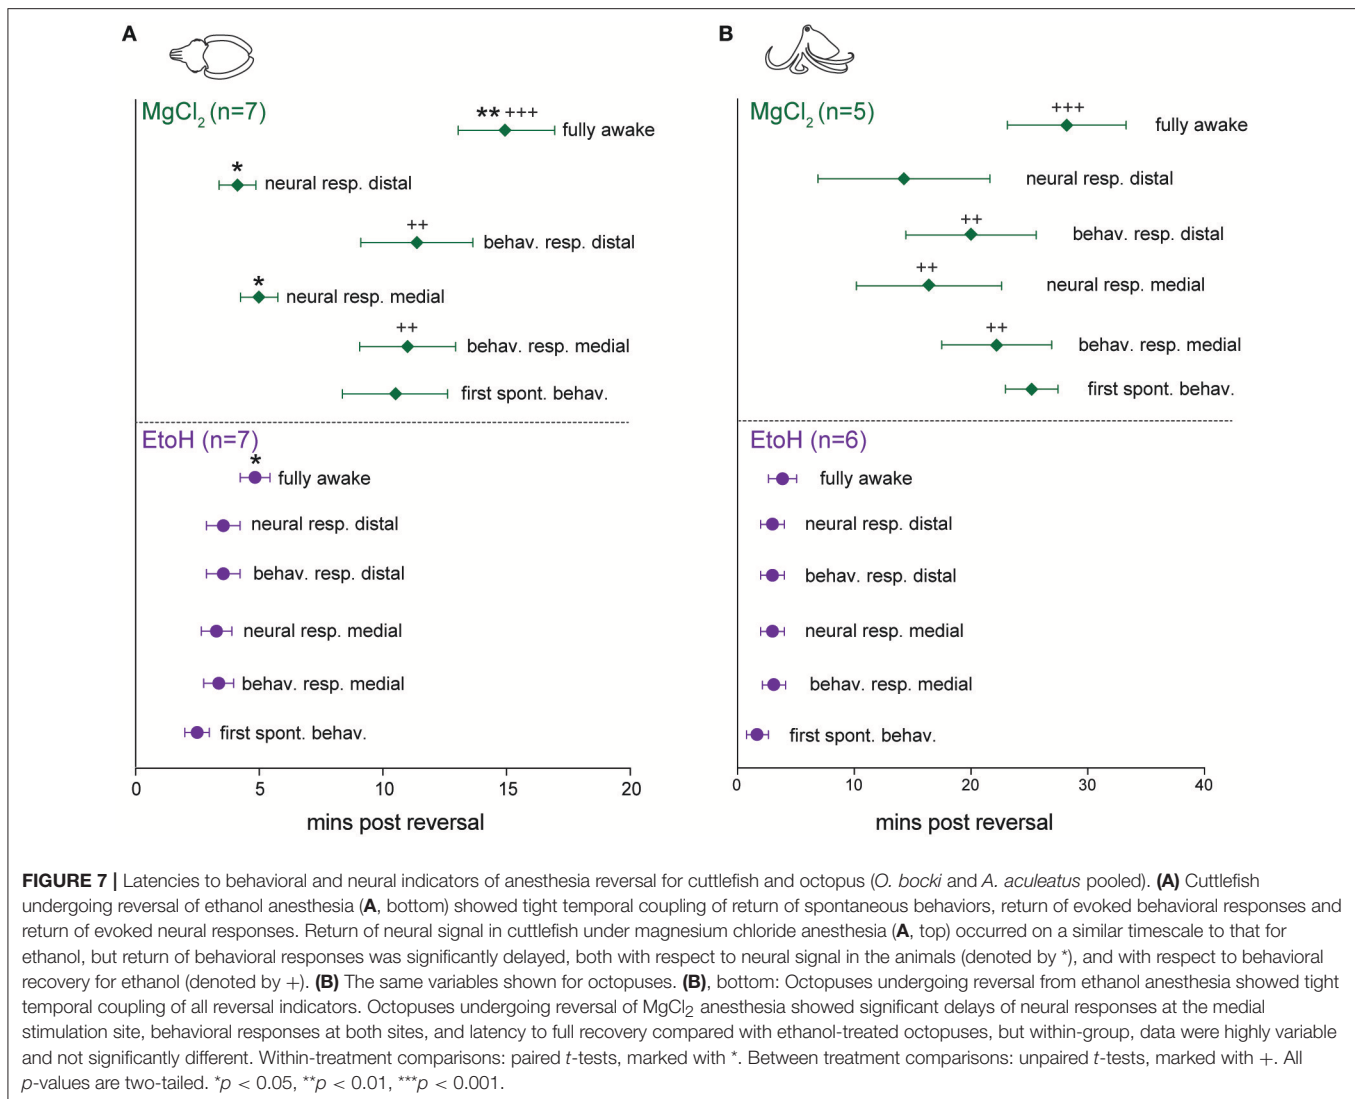 A
B
MgCl2 (n=7)
** +++
fully awake
*
neural resp. distal
++
behav. resp. distal
*
neural resp. medial
++
behav. resp. medial
first spont. behav.
EtoH (n=7)
*
fully awake
neural resp. distal
behav. resp. distal
neural resp. medial
behav. resp. medial
first spont. behav.
0 5 10 15 20
mins post reversal
MgCl2 (n=5)
+++
fully awake
neural resp. distal
++
behav. resp. distal
++
neural resp. medial
++
behav. resp. medial
first spont. behav.
EtoH (n=6)
fully awake
neural resp. distal
behav. resp. distal
neural resp. medial
behav. resp. medial
first spont. behav.
0 10 20 30 40
mins post reversal
FIGURE 7 | Latencies to behavioral and neural indicators of anesthesia reversal for cuttlefish and octopus (O. bocki and A. aculeatus pooled). (A) Cuttlefish
undergoing reversal of ethanol anesthesia (A, bottom) showed tight temporal coupling of return of spontaneous behaviors, return of evoked behavioral responses and
return of evoked neural responses. Return of neural signal in cuttlefish under magnesium chloride anesthesia (A, top) occurred on a similar timescale to that for
ethanol, but return of behavioral responses was significantly delayed, both with respect to neural signal in the animals (denoted by *), and with respect to behavioral
recovery for ethanol (denoted by +). (B) The same variables shown for octopuses. (B), bottom: Octopuses undergoing reversal from ethanol anesthesia showed tight
temporal coupling of all reversal indicators. Octopuses undergoing reversal of MgCl2 anesthesia showed significant delays of neural responses at the medial
stimulation site, behavioral responses at both sites, and latency to full recovery compared with ethanol-treated octopuses, but within-group, data were highly variable
and not significantly different. Within-treatment comparisons: paired t-tests, marked with *. Between treatment comparisons: unpaired t-tests, marked with +. All
p-values are two-tailed. *p < 0.05, **p < 0.01, ***p < 0.001.